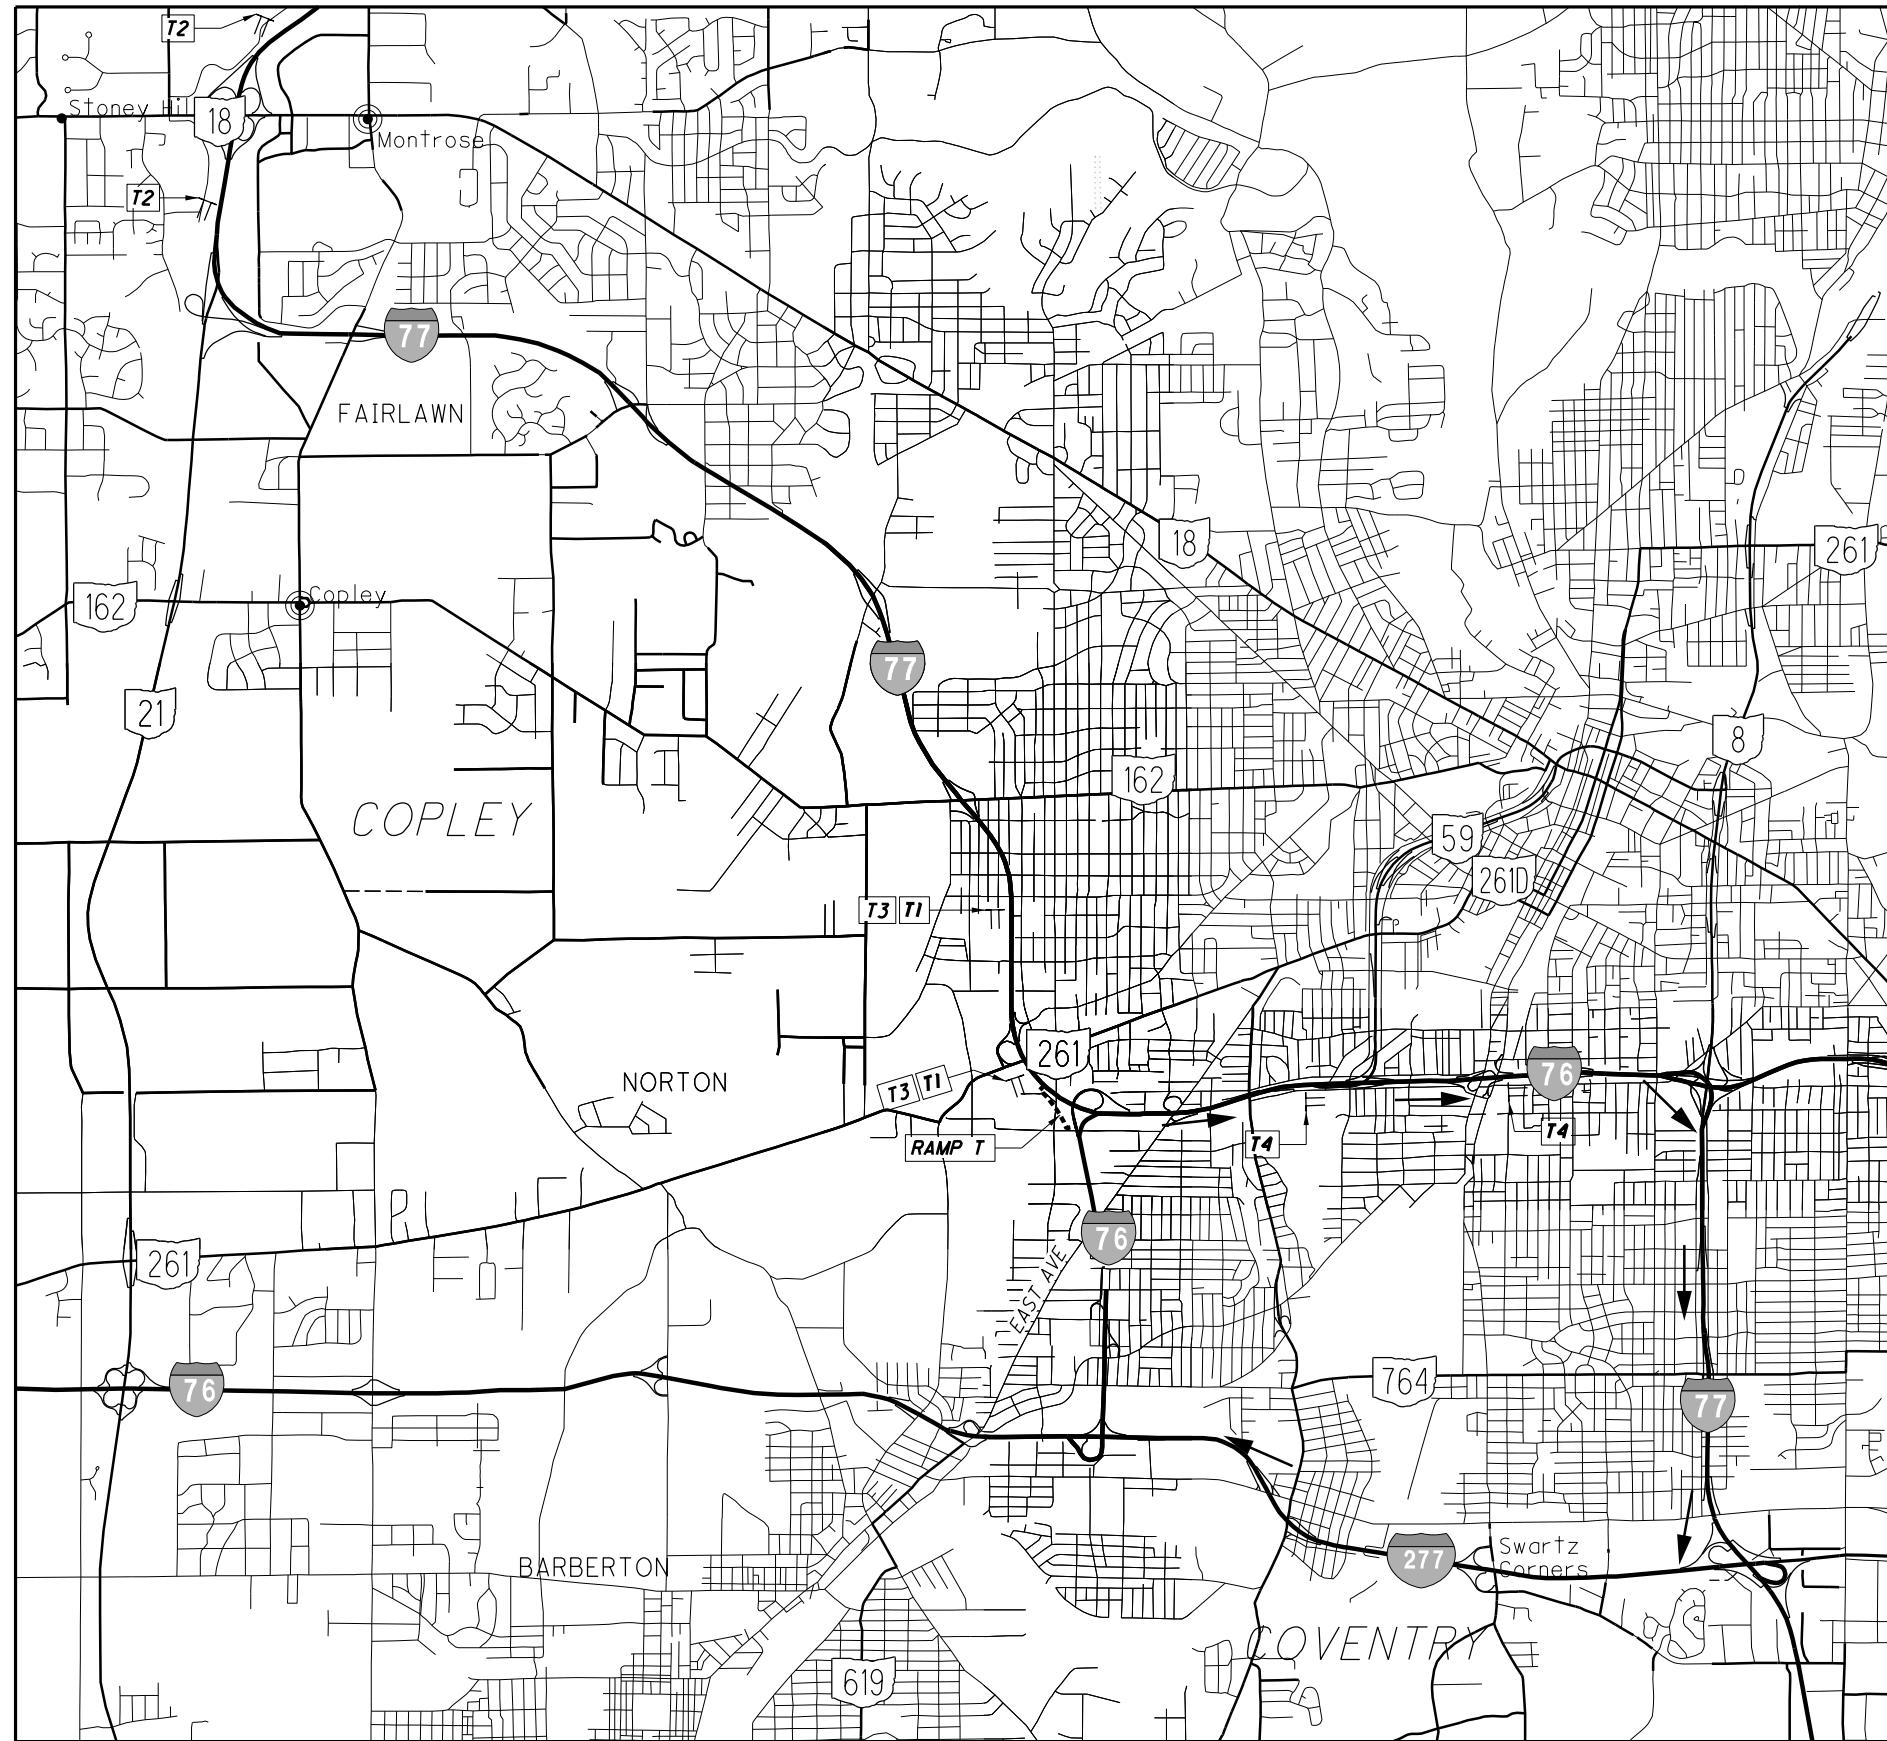 T2
Stoney Hil
18
Montrose
T2
77
FAIRLAWN
18
261
162
Copley
77
21
8
162
COPLEY
59
261D
T3 T1
261
76
T3 T1
NORTON
RAMP T
T4
T4
76
EAST AVE
261
76
764
77
277
Swartz
Corners
BARBERTON
COVENTRY
619